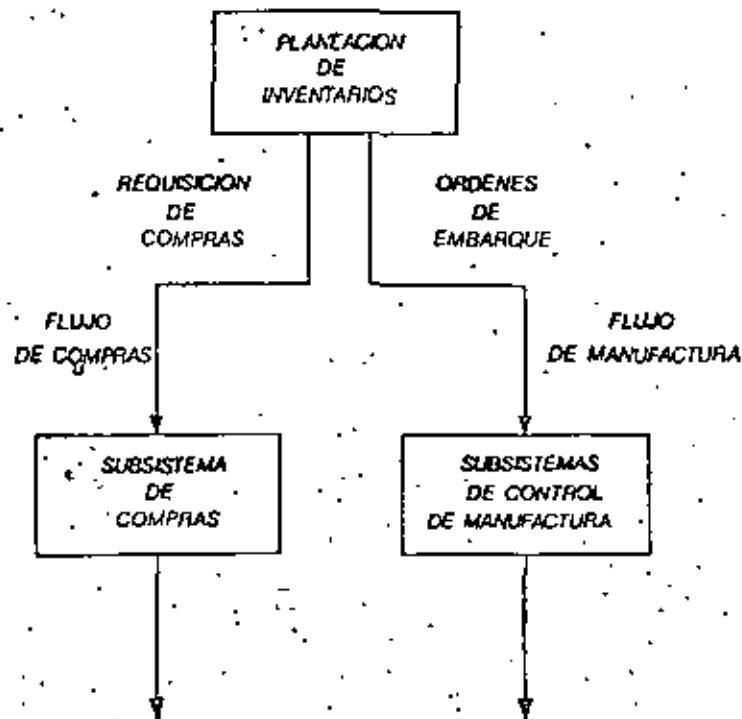 PLANEACION
DE
INVENTARIOS
REQUISICION
DE
COMPRAS
ORDENES
DE
EMBARQUE
FLUJO
DE COMPRAS
FLUJO
DE MANUFACTURA
SUBSISTEMA
DE
COMPRAS
SUBSISTEMAS
DE CONTROL
DE MANUFACTURA